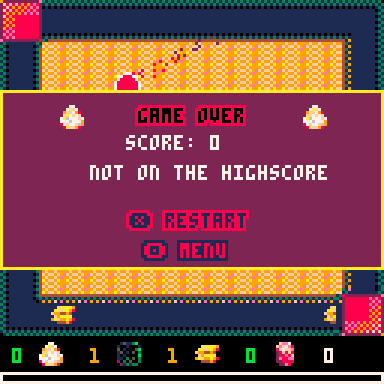 GAME OVER
SCORE: 0
NOT ON THE HIGHSCORE
RESTART
MENU
0 1 1 0 0